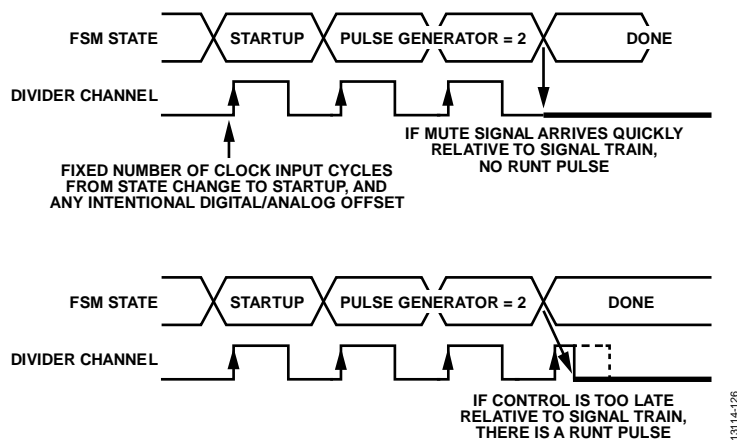 FSM STATE
STARTUP
PULSE GENERATOR = 2
DONE
DIVIDER CHANNEL
IF MUTE SIGNAL ARRIVES QUICKLY
RELATIVE TO SIGNAL TRAIN,
NO RUNT PULSE
FIXED NUMBER OF CLOCK INPUT CYCLES
FROM STATE CHANGE TO STARTUP, AND
ANY INTENTIONAL DIGITAL/ANALOG OFFSET
FSM STATE
STARTUP
PULSE GENERATOR = 2
DONE
DIVIDER CHANNEL
IF CONTROL IS TOO LATE
RELATIVE TO SIGNAL TRAIN,
THERE IS A RUNT PULSE
13114-126